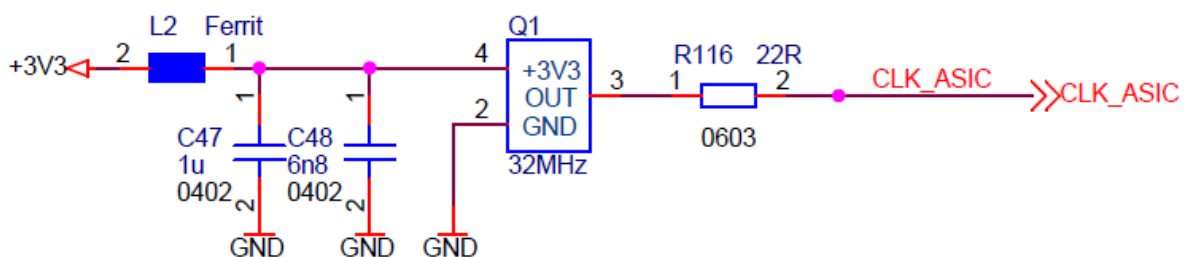 L2 Ferrit
+3V3 2 1
C47
1u
0402
1
2
GND
C48
6n8
0402
1
2
GND
Q1
4 +3V3
OUT 3
2 GND
32MHz
GND
R116 22R
1 2
0603
CLK_ASIC
CLK_ASIC